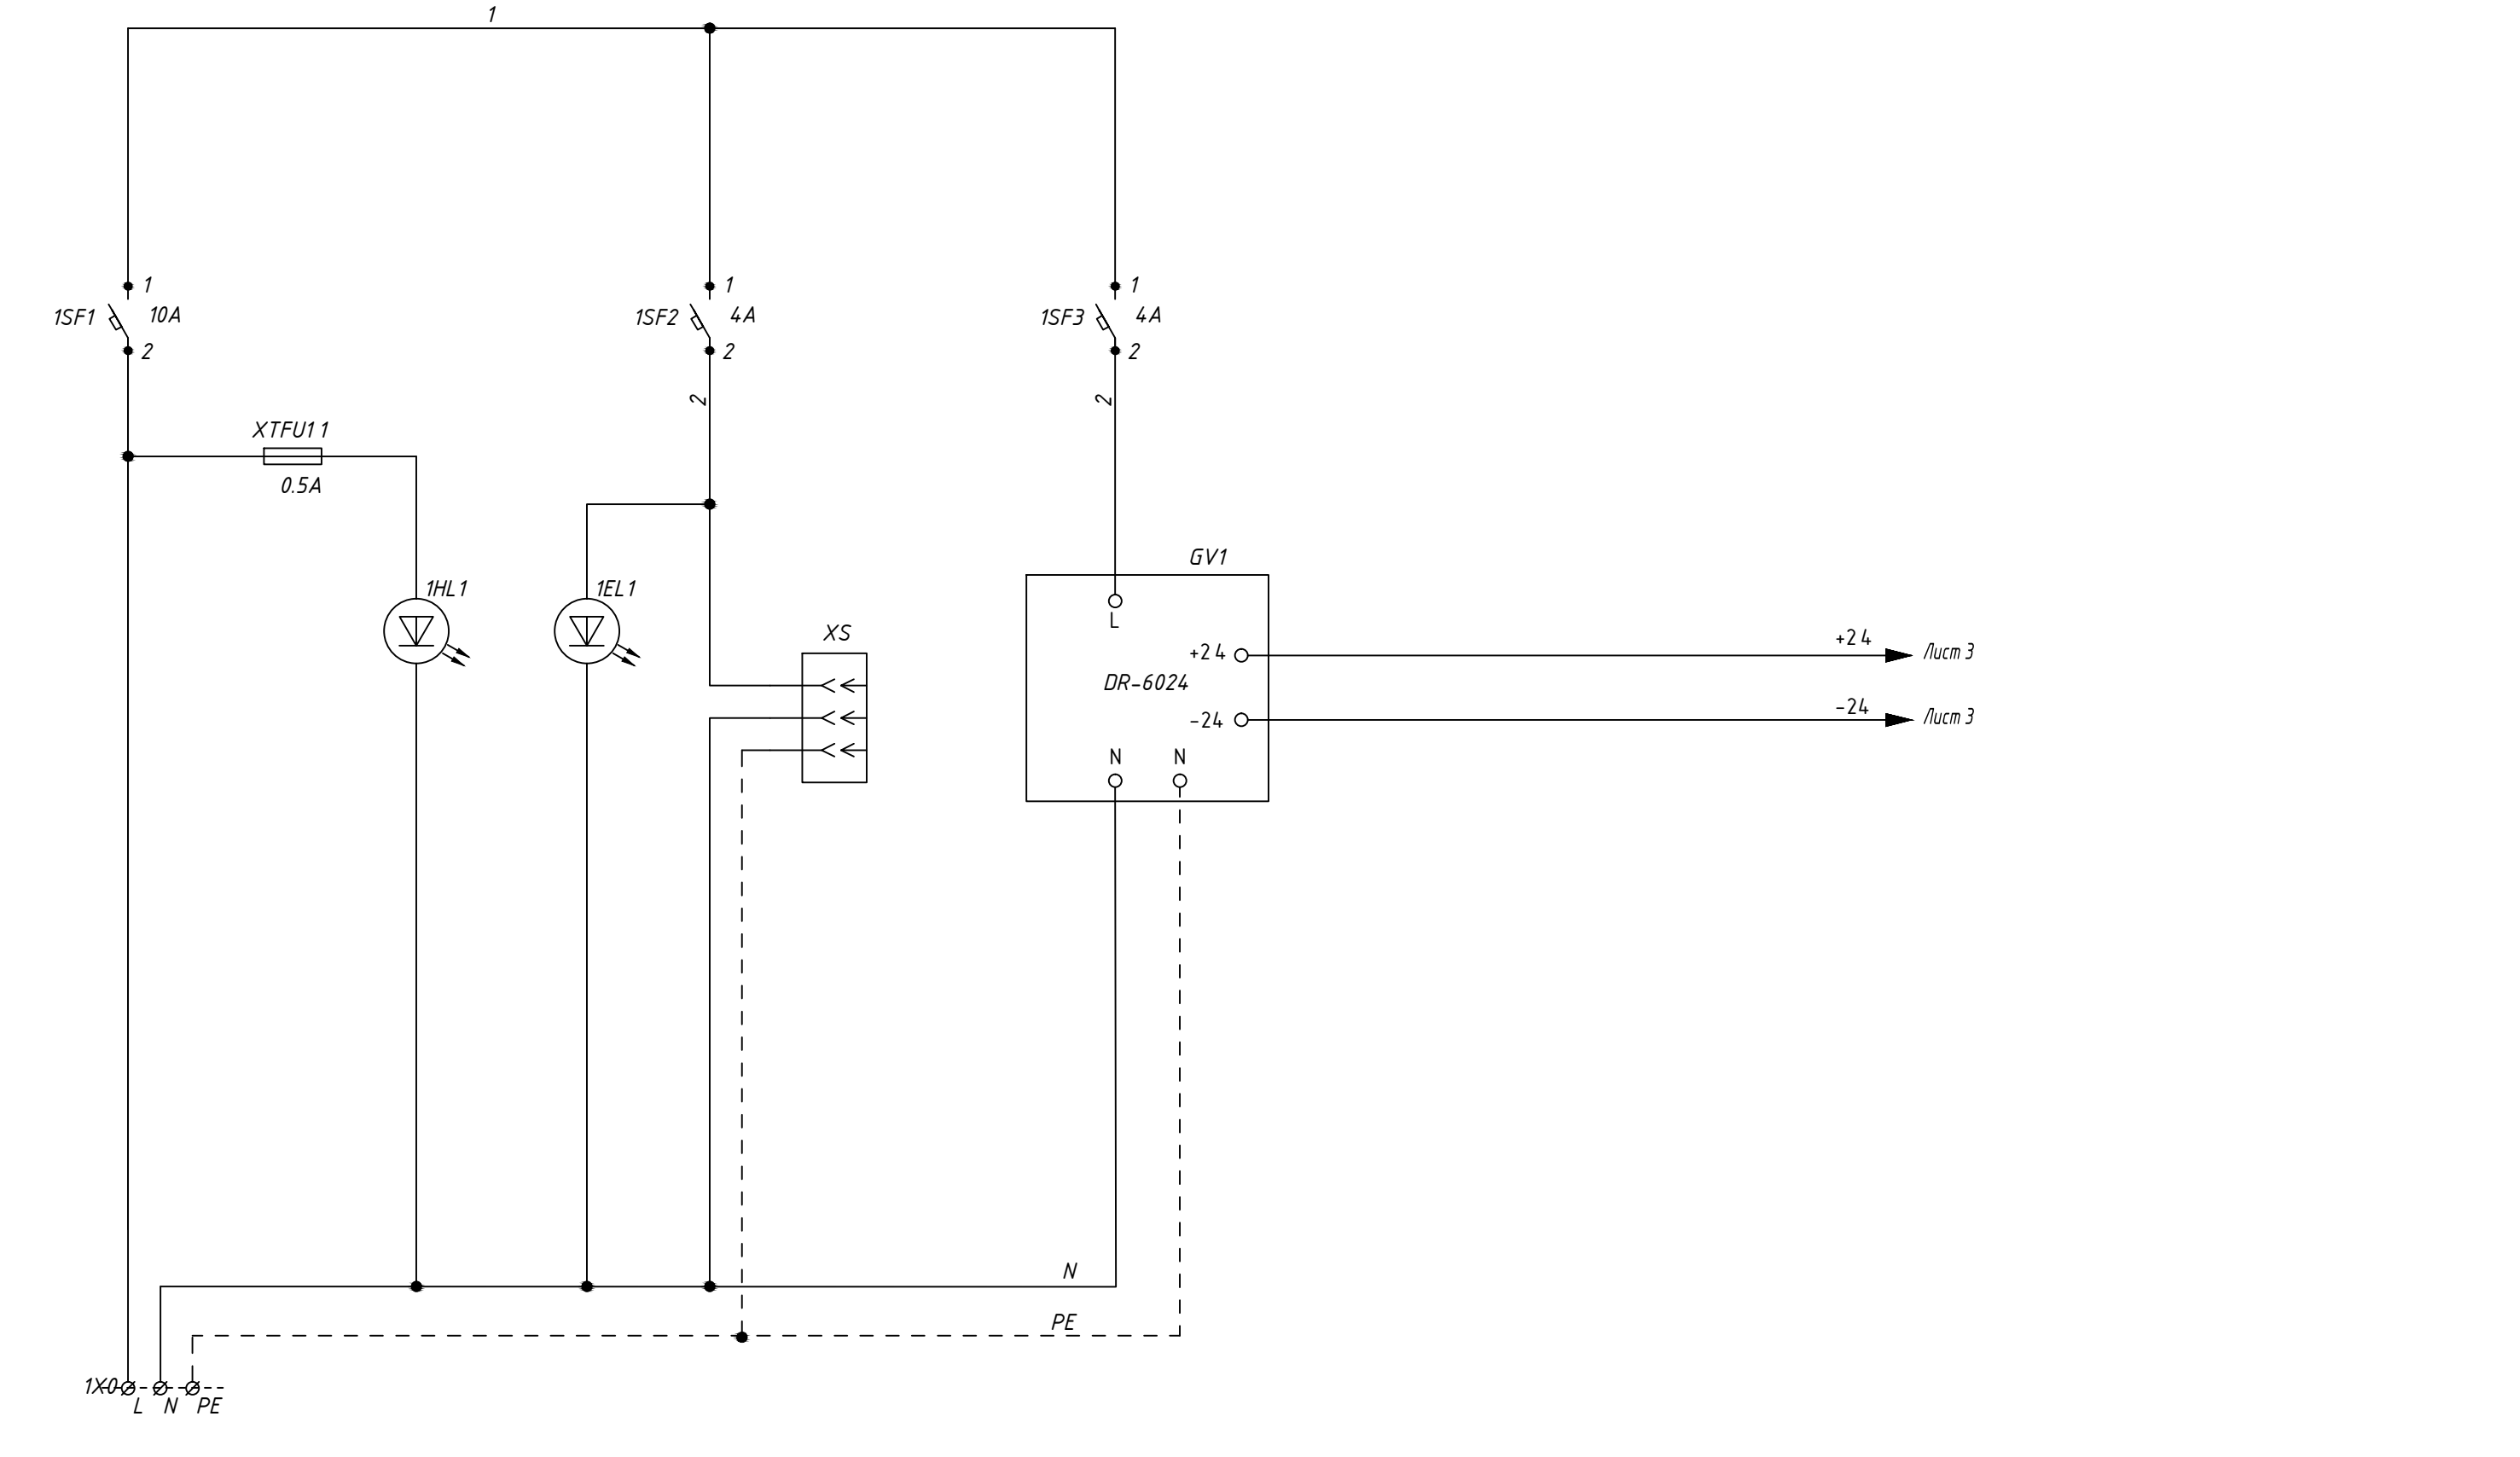 1
1
1
1
1SF1
10A
1SF2
4A
1SF3
4A
2
2
2
2
2
XTFU1 1
0.5A
GV1
1HL1
1EL1
L
XS
+24
+24
Лист 3
DR-6024
-24
-24
Лист 3
N
N
N
PE
1X0
L
N
PE